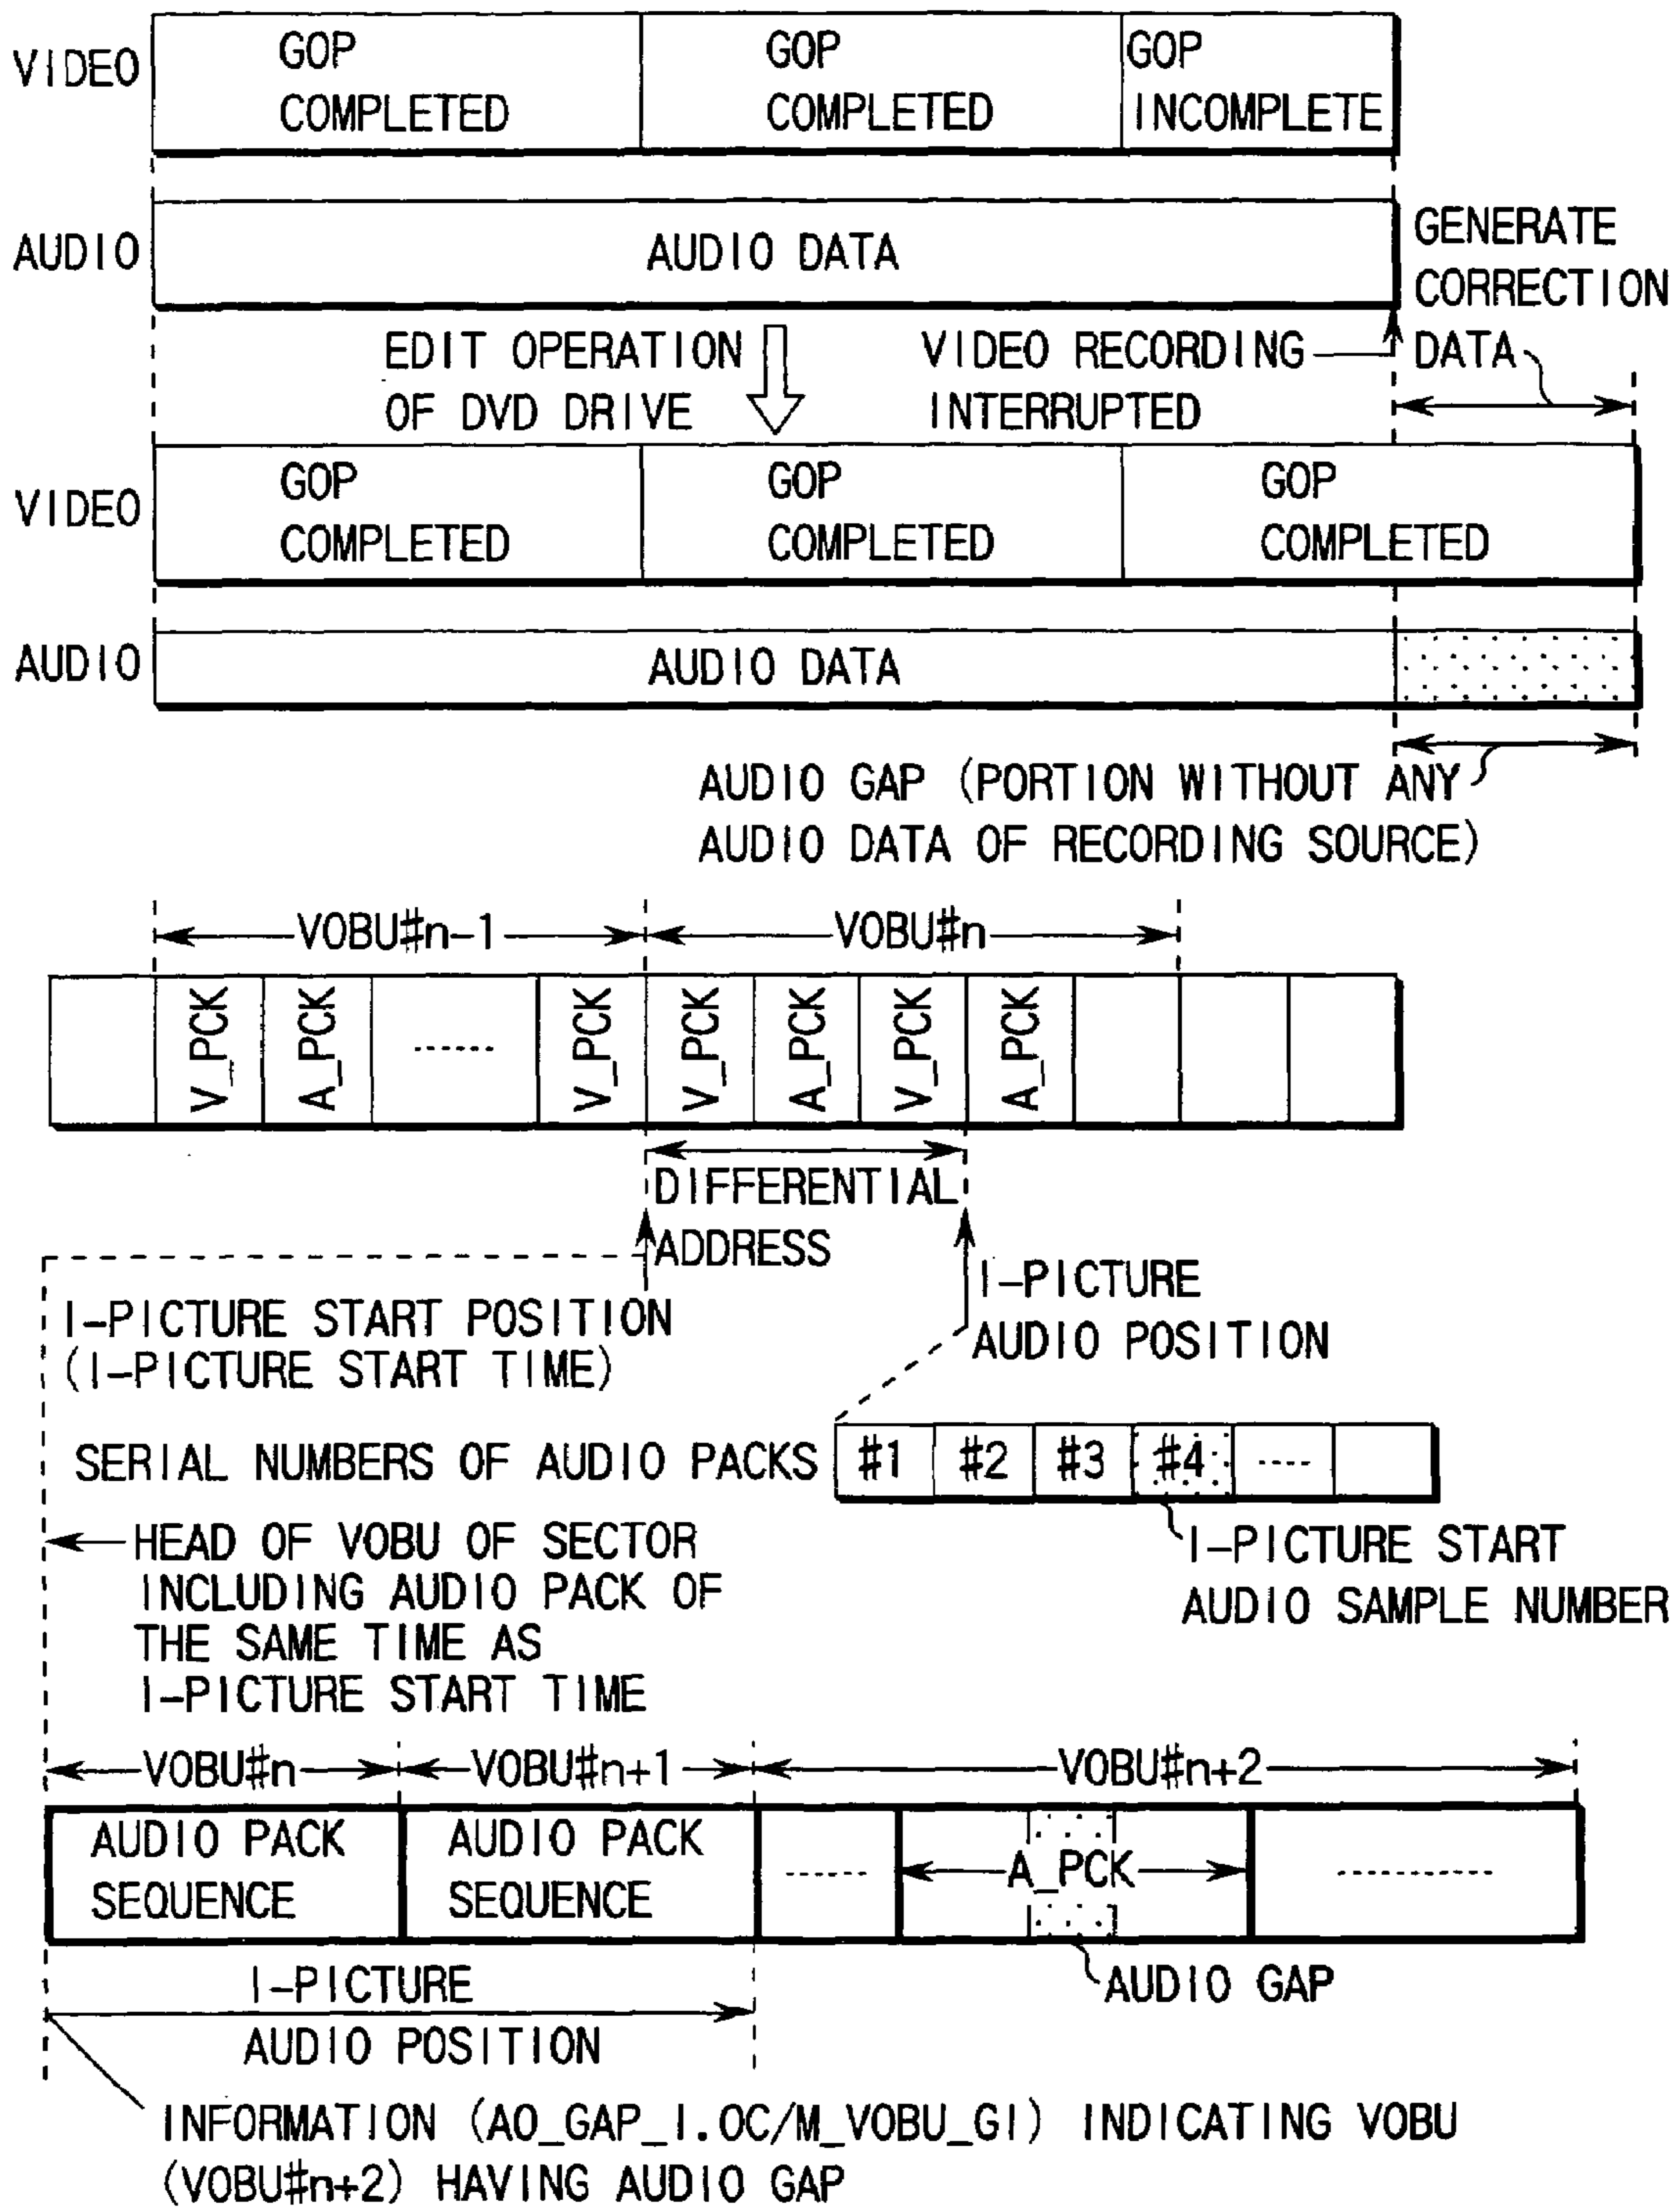 VIDEO
GOP
COMPLETED
GOP
COMPLETED
GOP
INCOMPLETE
AUDIO
AUDIO DATA
GENERATE
CORRECTION
DATA
EDIT OPERATION
OF DVD DRIVE
VIDEO RECORDING
INTERRUPTED
VIDEO
GOP
COMPLETED
GOP
COMPLETED
GOP
COMPLETED
AUDIO
AUDIO DATA
AUDIO GAP (PORTION WITHOUT ANY
AUDIO DATA OF RECORDING SOURCE)
VOBU#n-1
VOBU#n
V_PCK
A_PCK
V_PCK
V_PCK
A_PCK
V_PCK
A_PCK
DIFFERENTIAL
ADDRESS
I-PICTURE START POSITION
(I-PICTURE START TIME)
I-PICTURE
AUDIO POSITION
SERIAL NUMBERS OF AUDIO PACKS
#1
#2
#3
#4
I-PICTURE START
AUDIO SAMPLE NUMBER
HEAD OF VOBU OF SECTOR
INCLUDING AUDIO PACK OF
THE SAME TIME AS
I-PICTURE START TIME
VOBU#n
VOBU#n+1
VOBU#n+2
AUDIO PACK
SEQUENCE
AUDIO PACK
SEQUENCE
A_PCK
AUDIO GAP
I-PICTURE
AUDIO POSITION
INFORMATION (A0_GAP_I.OC/M_VOBU_GI) INDICATING VOBU
(VOBU#n+2) HAVING AUDIO GAP